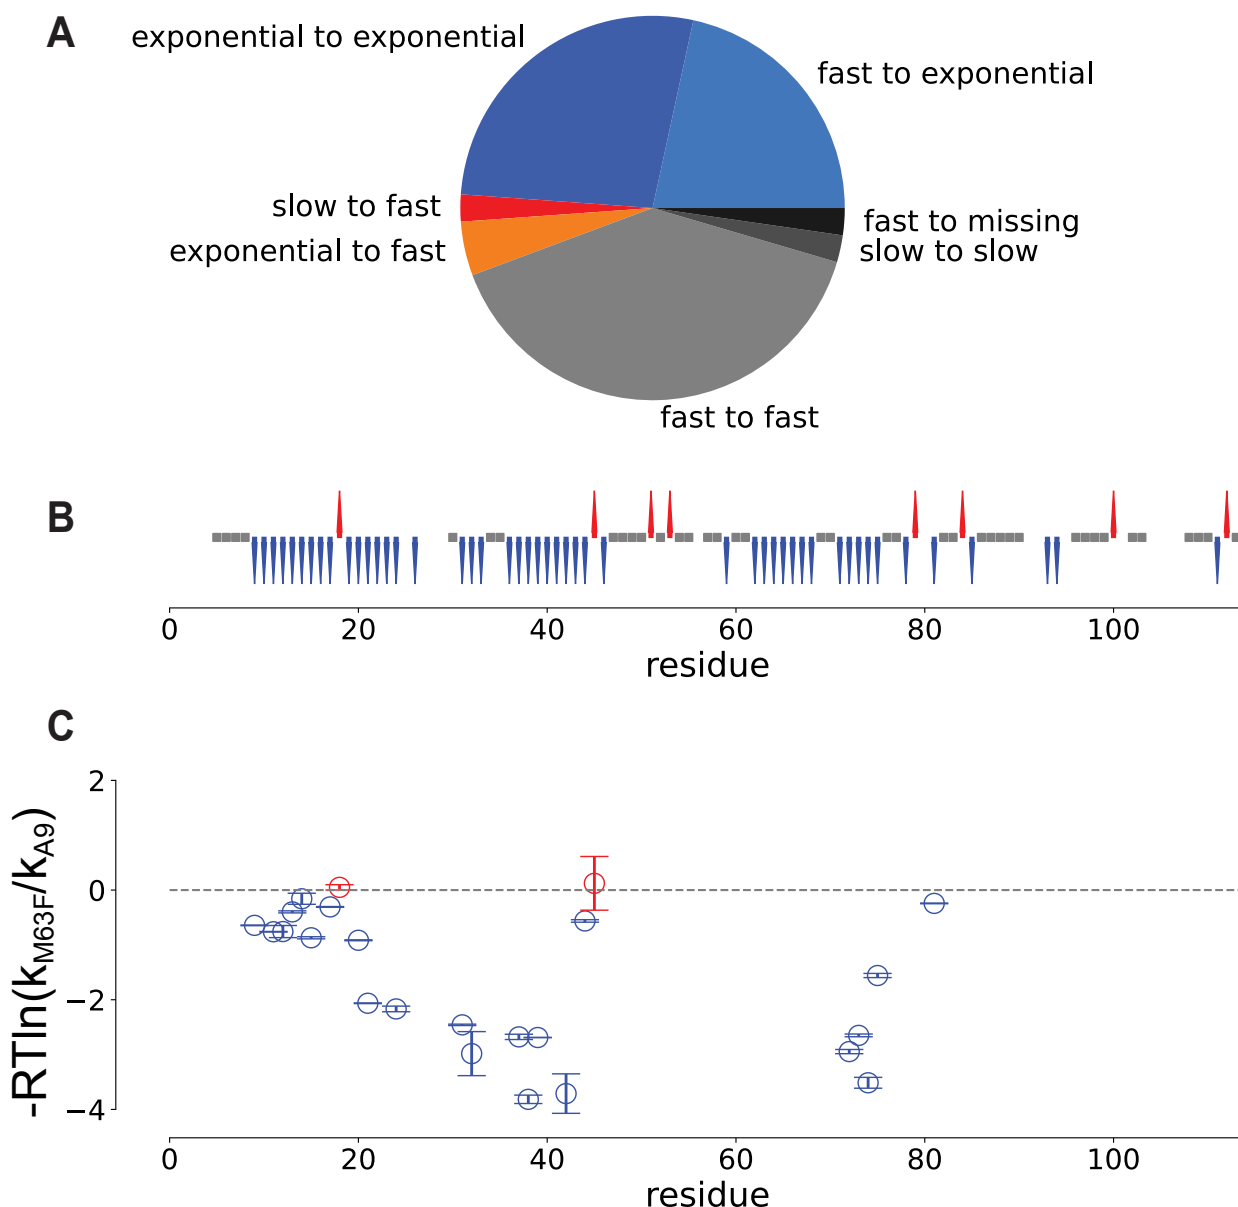 A
exponential to exponential
fast to exponential
slow to fast
fast to missing
exponential to fast
slow to slow
fast to fast
B
0 20 40 60 80 100
residue
C
2
0
−2
−4
-RTln(kM63F/kA9)
0 20 40 60 80 100
residue